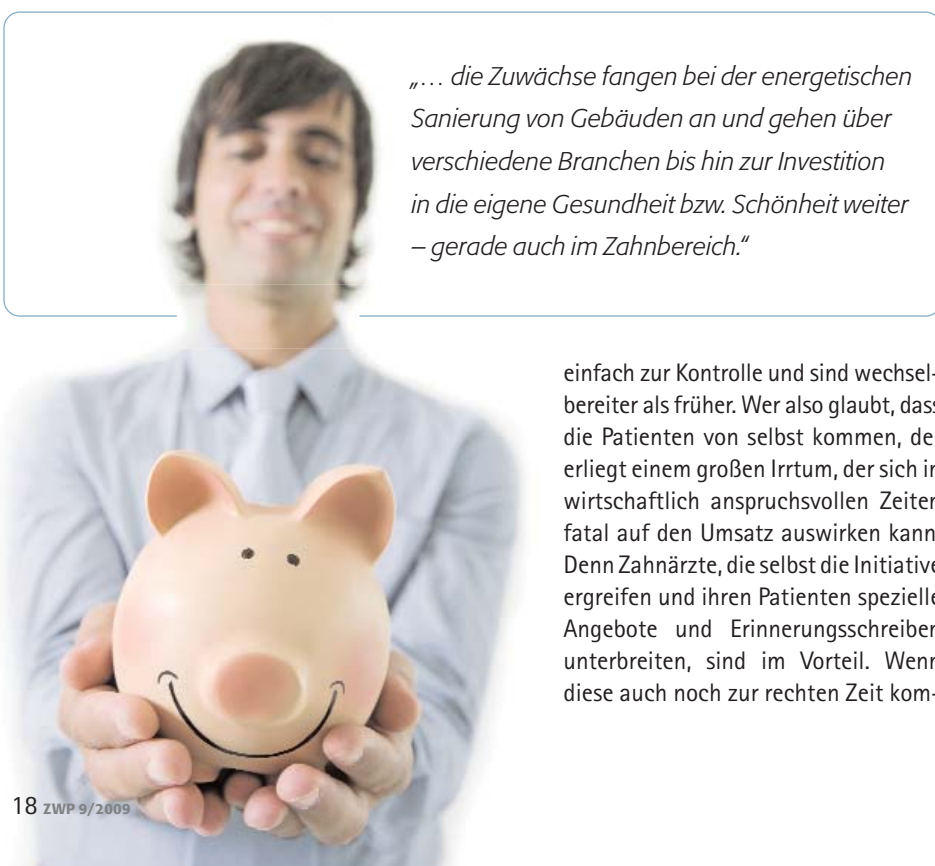 „… die Zuwächse fangen bei der energetischen
Sanierung von Gebäuden an und gehen über
verschiedene Branchen bis hin zur Investition
in die eigene Gesundheit bzw. Schönheit weiter
– gerade auch im Zahnbereich.“
einfach zur Kontrolle und sind wechsel-
bereiter als früher. Wer also glaubt, dass
die Patienten von selbst kommen, de
erliegt einem großen Irrtum, der sich in
wirtschaftlich anspruchsvollen Zeiten
fatal auf den Umsatz auswirken kann
Denn Zahnärzte, die selbst die Initiative
ergreifen und ihren Patienten spezielle
Angebote und Erinnerungsschreiben
unterbreiten, sind im Vorteil. Wenn
diese auch noch zur rechten Zeit kom-
18 ZWP 9/2009